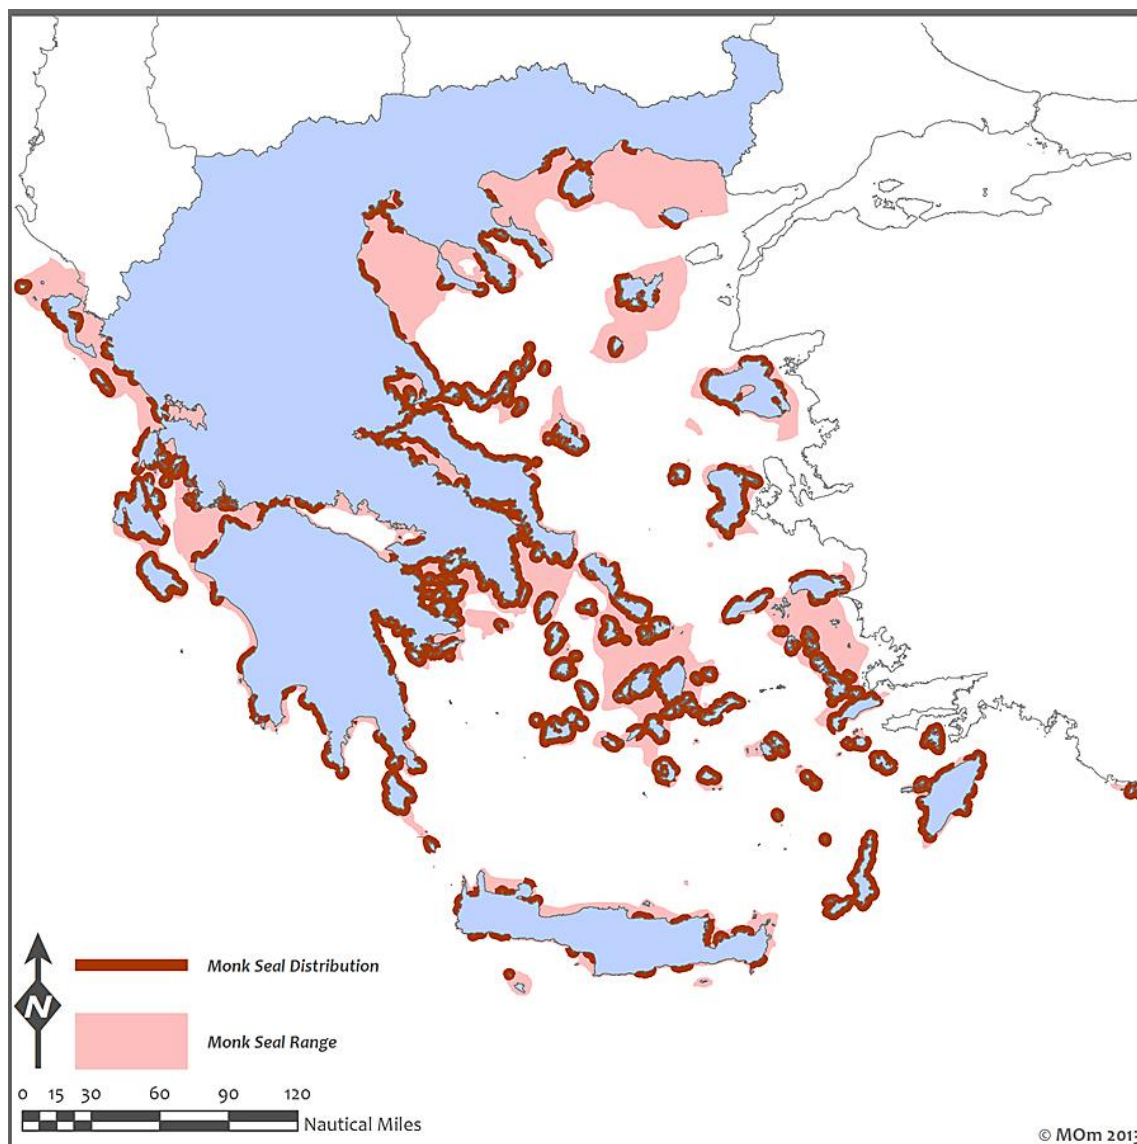 N
Monk Seal Distribution
Monk Seal Range
0 15 30 60 90 120
Nautical Miles
© MOm 2013